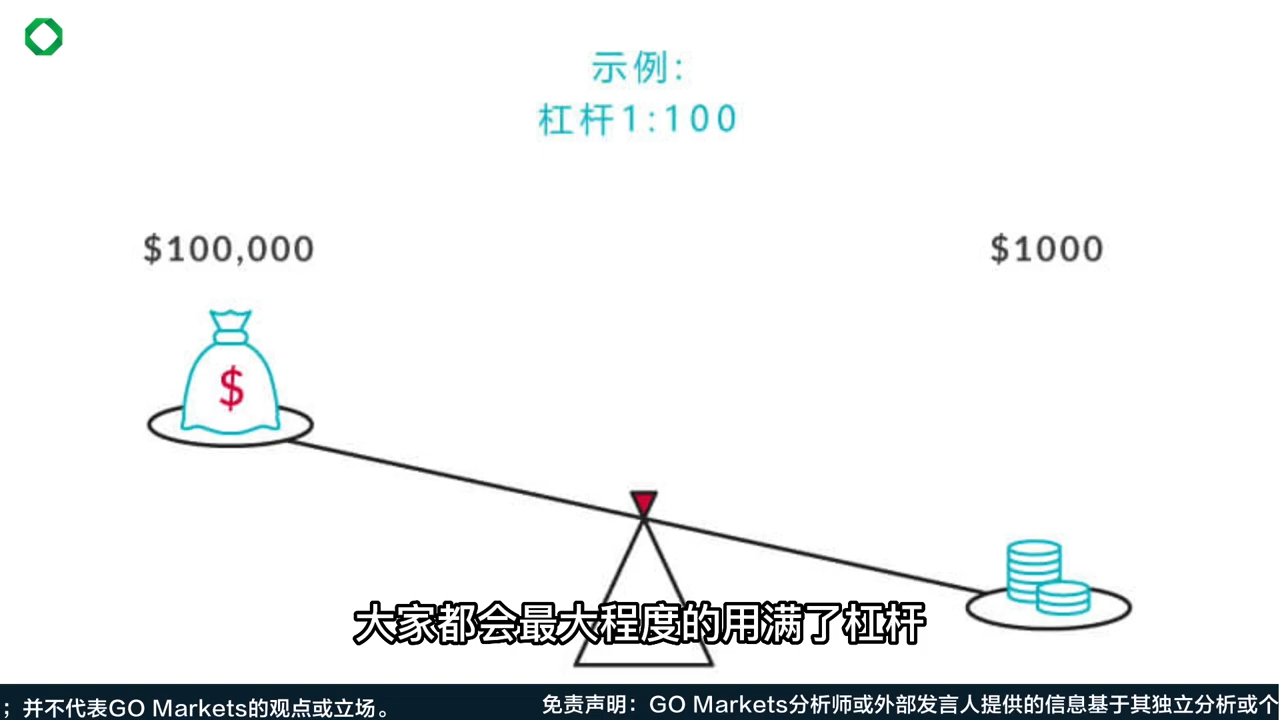 示例:
杠杆1:100
$100,000
$1000
$
大家都会最大程度的用满了杠杆
；并不代表GO Markets的观点或立场。
免责声明：GO Markets分析师或外部发言人提供的信息基于其独立分析或个